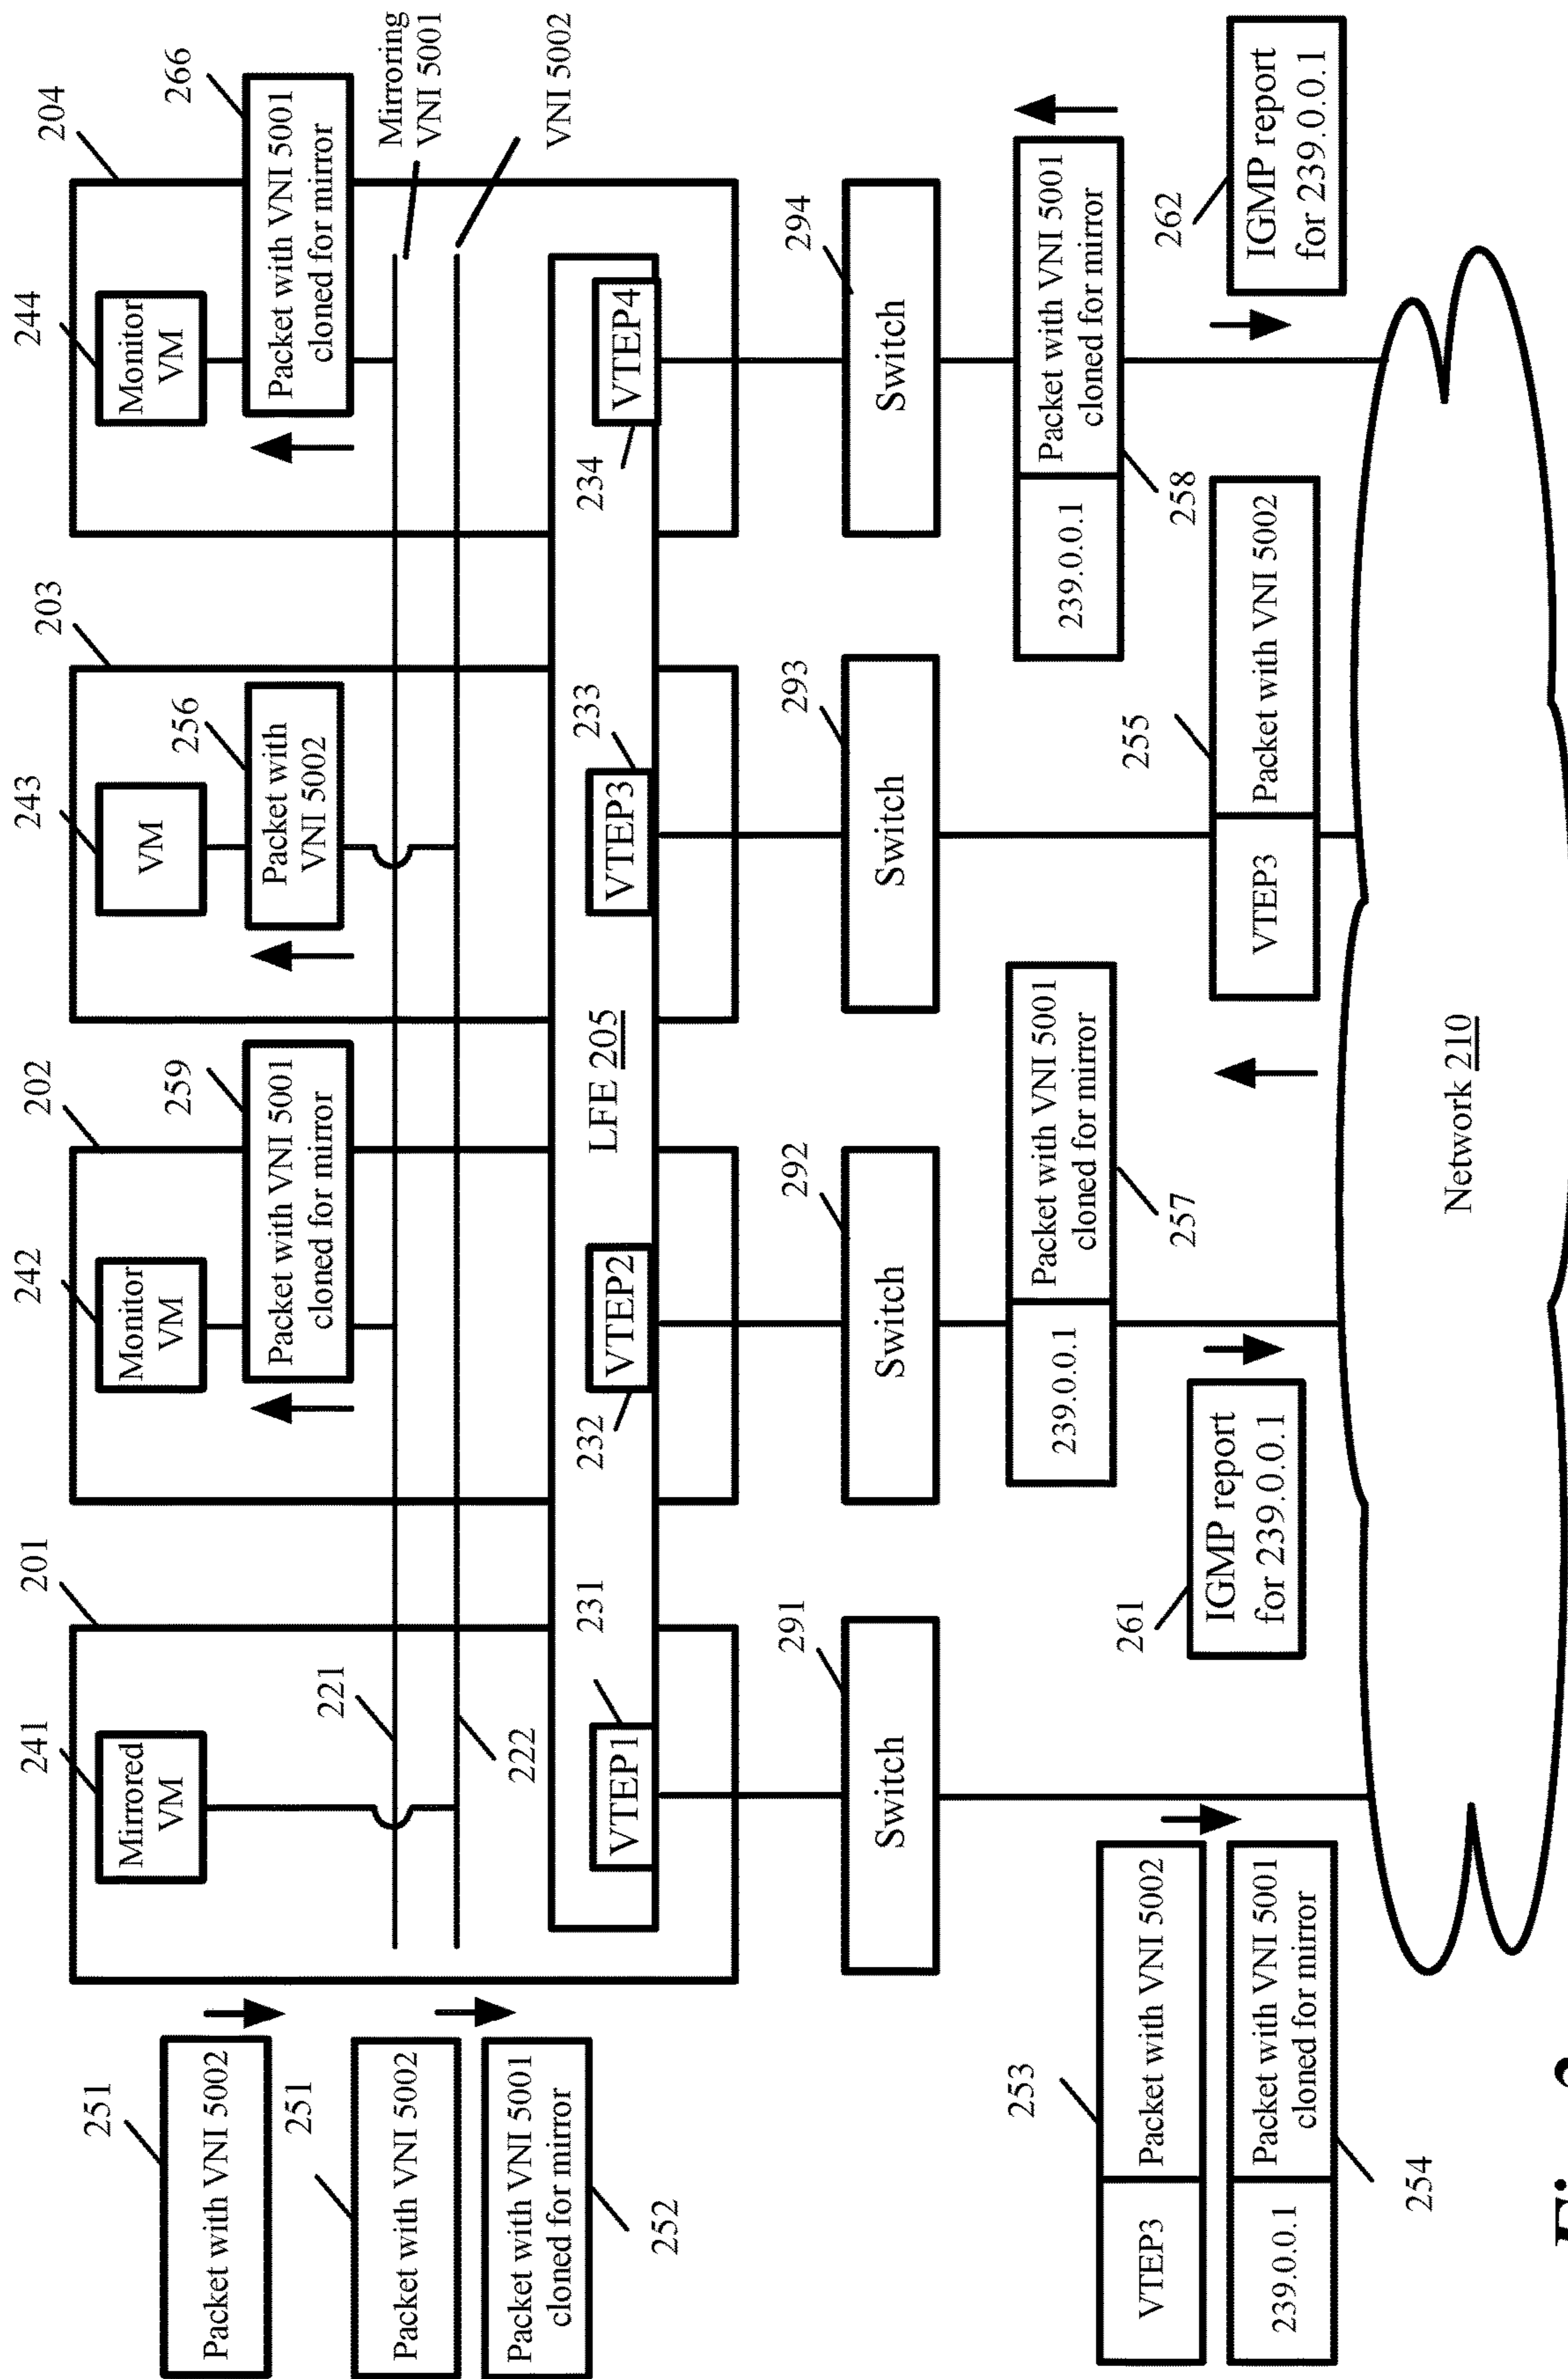 241
201
242
202
243
203
244
204
251
Packet with VNI 5002
Mirrored
VM
Monitor
VM
259
Packet with VNI 5001
cloned for mirror
VM
256
Packet with
VNI 5002
Monitor
VM
266
Packet with VNI 5001
cloned for mirror
251
Packet with VNI 5002
221
Mirroring
VNI 5001
Packet with VNI 5001
cloned for mirror
252
222
VNI 5002
231
VTEP1
232
VTEP2
LFE 205
VTEP3
233
234
VTEP4
291
Switch
292
Switch
293
Switch
294
Switch
239.0.0.1
Packet with VNI 5001
cloned for mirror
257
239.0.0.1
Packet with VNI 5001
cloned for mirror
258
253
VTEP3
Packet with VNI 5002
261
IGMP report
for 239.0.0.1
255
VTEP3
Packet with VNI 5002
262
IGMP report
for 239.0.0.1
239.0.0.1
Packet with VNI 5001
cloned for mirror
254
Network 210